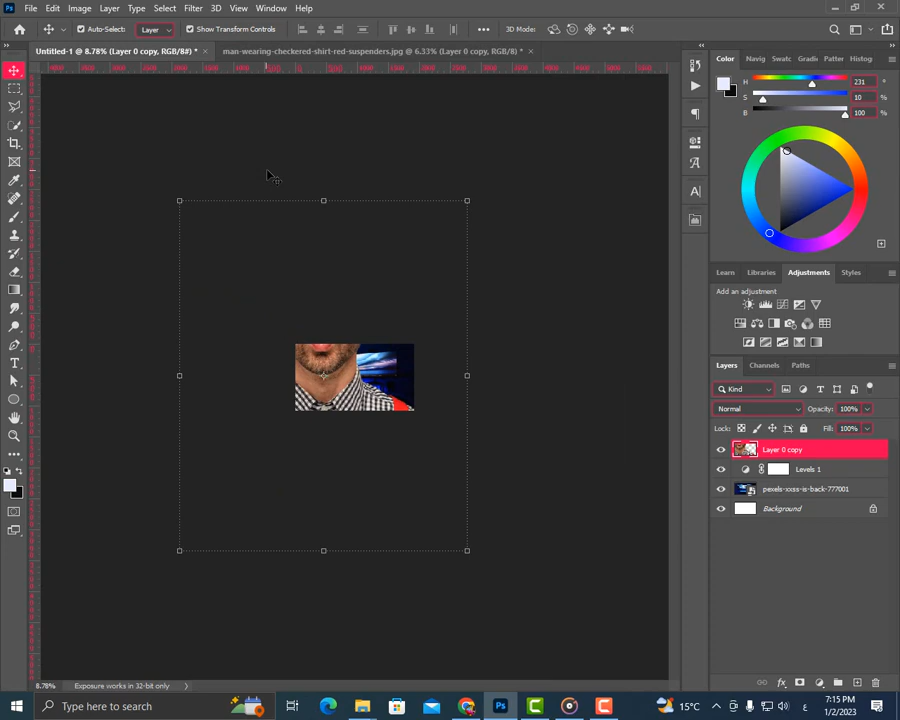 Ps File Edit Image Layer Type Select Filter 3D View Window Help
Auto-Select: Layer Show Transform Controls 3D Mode:
Untitled-1 @ 8.78% (Layer 0 copy, RGB/8#) * × man-wearing-checkered-shirt-red-suspenders.jpg @ 6.33% (Layer 0 copy, RGB/8) * ×
Color Navig Swatc Gradi Patter Histog
H 231 °
S 10 %
B 100 %
Learn Libraries Adjustments Styles
Add an adjustment
Layers Channels Paths
Kind
Normal Opacity: 100%
Lock: Fill: 100%
Layer 0 copy
Levels 1
pexels-xxss-is-back-777001
Background
8.78% Exposure works in 32-bit only
Type here to search Ps 15°C ع 7:15 PM
1/2/2023